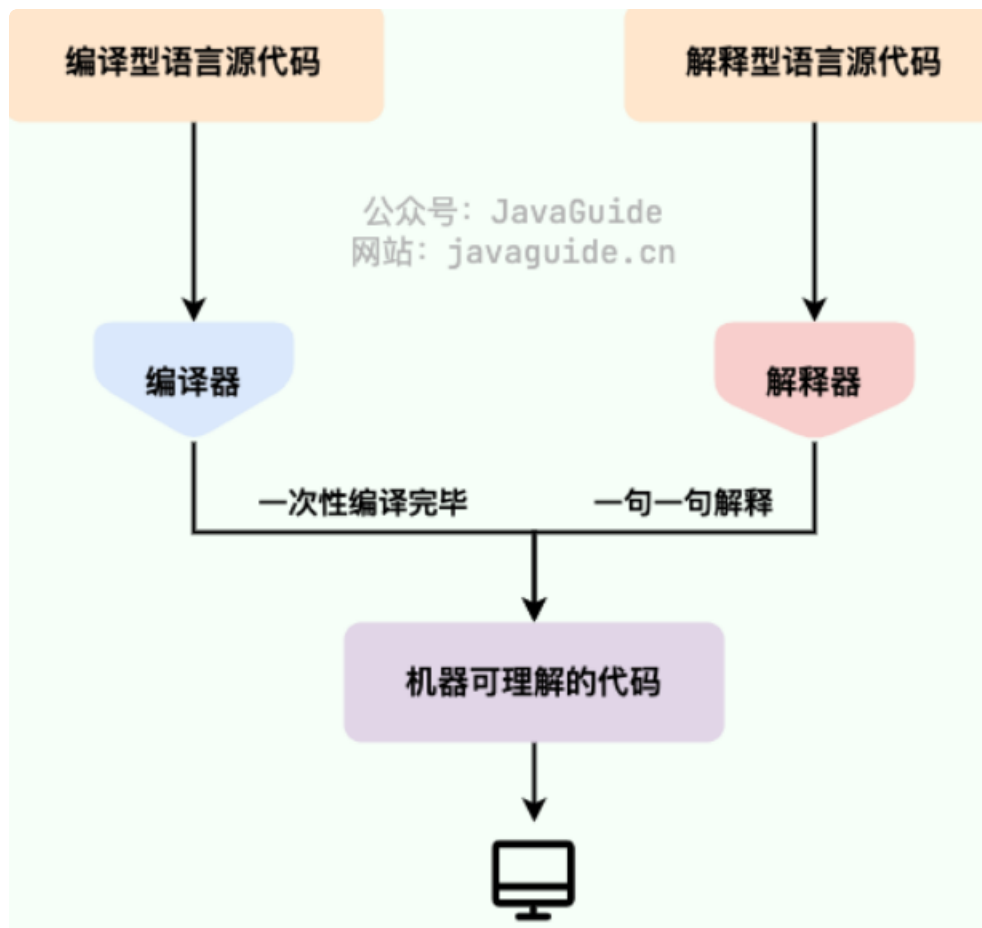 编译型语言源代码
解释型语言源代码
公众号：JavaGuide
网站：javaguide.cn
编译器
解释器
一次性编译完毕
一句一句解释
机器可理解的代码